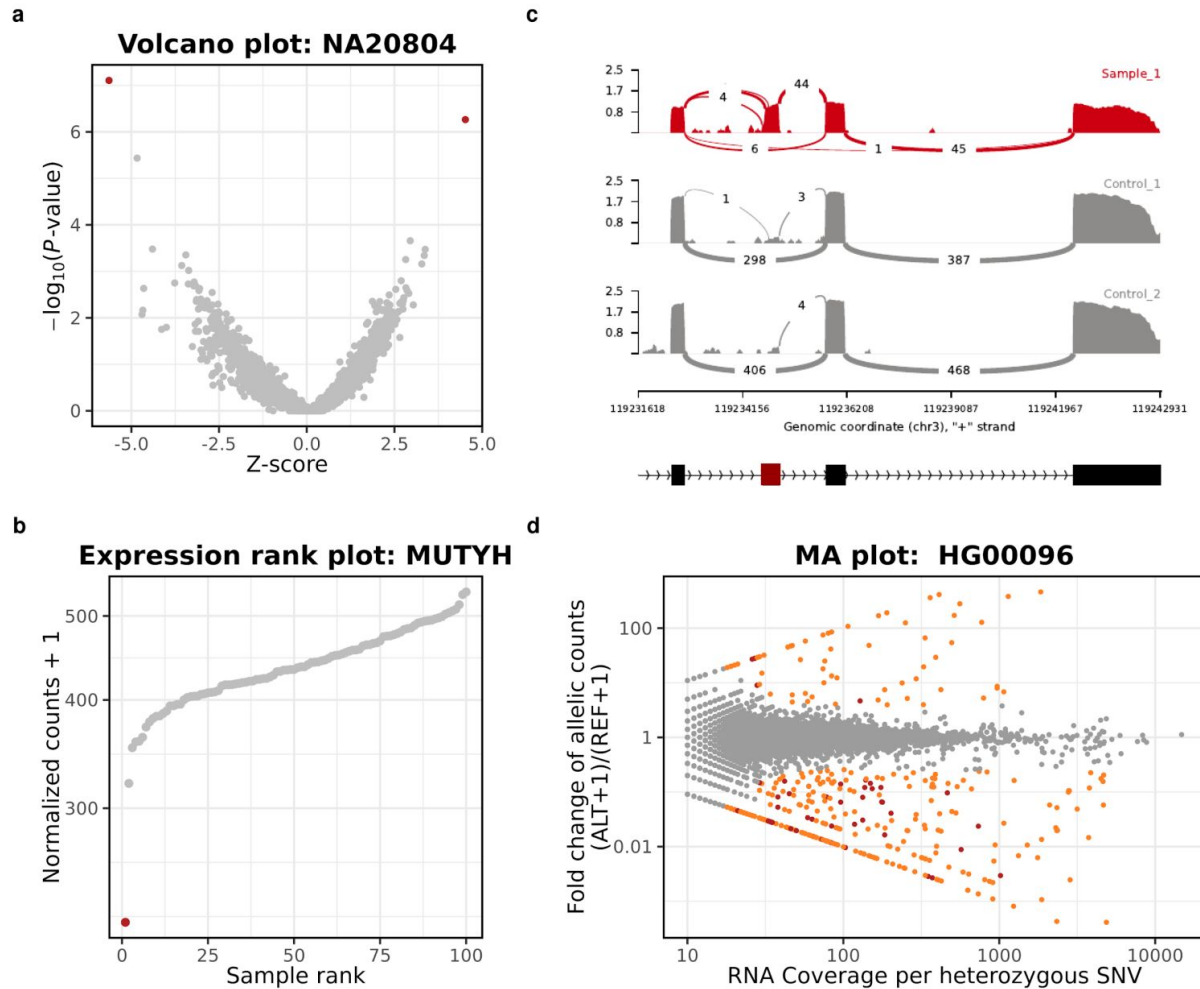 a
Volcano plot: NA20804
−log10(P-value)
6
4
2
0
-5.0 -2.5 0.0 2.5 5.0
Z-score
b
Expression rank plot: MUTYH
Normalized counts + 1
500
400
300
0 25 50 75 100
Sample rank
c
Sample_1
2.5
1.7
0.8
4
44
6
1
45
Control_1
2.5
1.7
0.8
1
3
298
387
Control_2
2.5
1.7
0.8
4
406
468
119231618 119234156 119236208 119239087 119241967 119242931
Genomic coordinate (chr3), "+" strand
d
MA plot: HG00096
Fold change of allelic counts
(ALT+1)/(REF+1)
100
1
0.01
10 100 1000 10000
RNA Coverage per heterozygous SNV